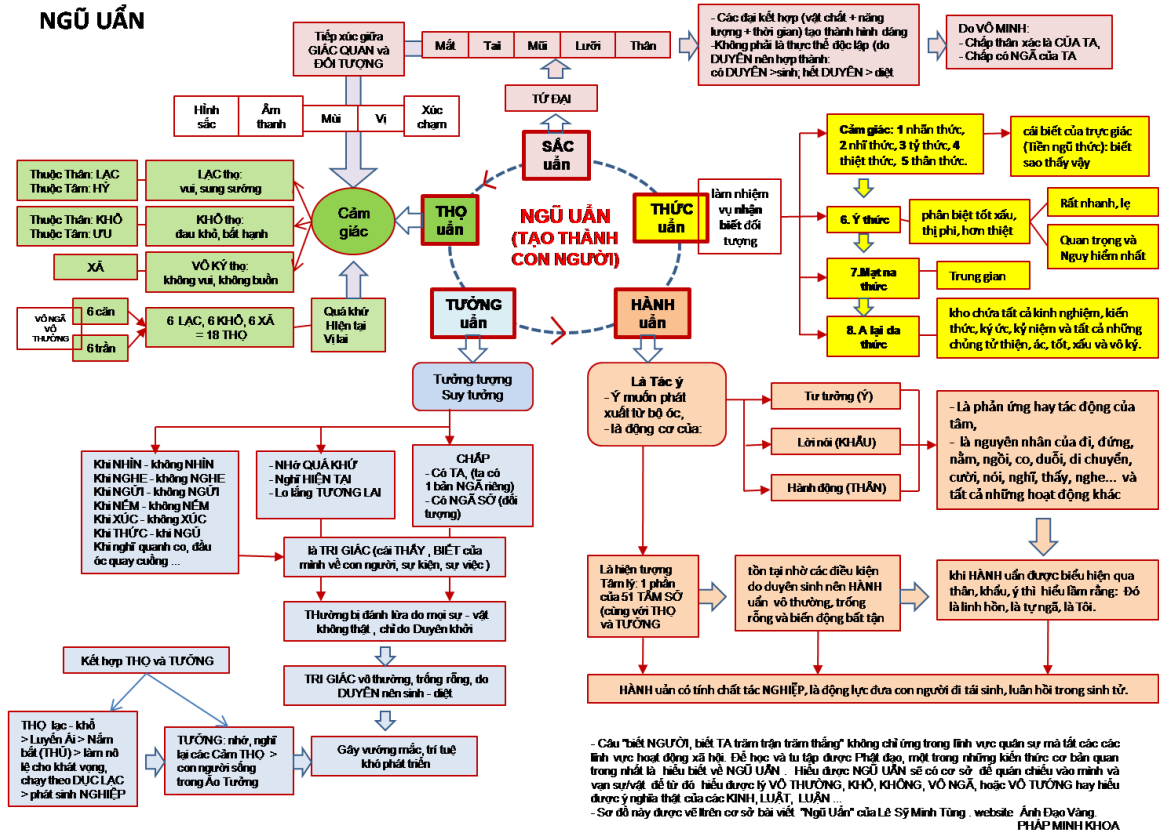 NGŨ UẨN
Tiếp xúc giữa
GIÁC QUAN và
ĐỐI TƯỢNG
Mắt
Tai
Mũi
Lưỡi
Thân
- Các đại kết hợp (vật chất + năng
lượng + thời gian) tạo thành hình dáng
-Không phải là thực thể độc lập (do
DUYÊN nên hợp thành:
có DUYÊN >sinh; hết DUYÊN > diệt
Do VÔ MINH:
- Chấp thân xác là CỦA TA,
- Chấp có NGÃ của TA
TỨ ĐẠI
Hình
sắc
Âm
thanh
Mùi
Vị
Xúc
chạm
SẮC
uẩn
THỌ
uẩn
THỨC
uẩn
TƯỞNG
uẩn
HÀNH
uẩn
NGŨ UẨN
(TẠO THÀNH
CON NGƯỜI)
Cảm
giác
Thuộc Thân: LẠC
Thuộc Tâm: HỶ
LẠC thọ:
vui, sung sướng
Thuộc Thân: KHỔ
Thuộc Tâm: ƯU
KHỔ thọ:
đau khỏ, bất hạnh
XẢ
VÔ KÝ thọ:
không vui, không buồn
VÔ NGÃ
VÔ
THƯỜNG
6 căn
6 trần
6 LẠC, 6 KHỔ, 6 XẢ
= 18 THỌ
Quá khứ
HIện tại
Vị lai
làm nhiệm
vụ nhận
biết đối
tượng
Cảm giác: 1 nhãn thức,
2 nhĩ thức, 3 tỷ thức, 4
thiệt thức, 5 thân thức.
cái biết của trực giác
(Tiền ngũ thức): biết
sao thấy vậy
6. Ý thức
phân biệt tốt xấu,
thị phi, hơn thiệt
Rất nhanh, lẹ
Quan trọng và
Nguy hiểm nhất
7.Mạt na
thức
Trung gian
8. A lại da
thức
kho chứa tất cả kinh nghiệm, kiến
thức, ký ức, kỷ niệm và tất cả những
chủng tử thiện, ác, tốt, xấu và vô ký.
Tưởng tượng
Suy tưởng
Khi NHÌN - không NHÌN
Khi NGHE - không NGHE
Khi NGỬI - không NGỬI
Khi NẾM - không NẾM
Khi XÚC - không XÚC
Khi THỨC - khi NGỦ
Khi nghĩ quanh co, đầu
óc quay cuồng ...
- NHớ QUÁ KHỨ
- Nghĩ HIỆN TẠI
- Lo lắng TƯƠNG LAI
CHẤP
- Có TA, (ta có
1 bản NGÃ riêng)
- Có NGÃ SỞ (đối
tượng)
là TRI GIÁC (cái THẤY , BIẾT của
mình về con người, sự kiện, sự việc )
THường bị đánh lừa do mọi sự - vật
không thật , chỉ do Duyên khởi
TRI GIÁC vô thường, trống rỗng, do
DUYÊN nên sinh - diệt
Gây vướng mắc, trí tuệ
khó phát triển
Kết hợp THỌ và TƯỞNG
THỌ lạc - khổ
> Luyến Ái > Nắm
bắt (THỦ) > làm nô
lệ cho khát vọng,
chạy theo DỤC LẠC
> phát sinh NGHIỆP
TƯỞNG: nhớ, nghĩ
lại các Cảm THỌ >
con người sống
trong Ảo Tưởng
Là Tác ý
- Ý muốn phát
xuất từ bộ óc,
- là động cơ của:
Tư tưởng (Ý)
Lời nói (KHẨU)
Hành động (THÂN)
- Là phản ứng hay tác động của
tâm,
- là nguyên nhân của đi, đứng,
nằm, ngồi, co, duỗi, di chuyển,
cười, nói, nghĩ, thấy, nghe... và
tất cả những hoạt động khác
Là hiện tượng
Tâm lý: 1 phần
của 51 TÂM SỞ
(cùng với THỌ
và TƯỞNG
tồn tại nhờ các điều kiện
do duyên sinh nên HÀNH
uẩn vô thường, trống
rỗng và biến động bất tận
khi HÀNH uẩn được biểu hiện qua
thân, khẩu, ý thì hiểu lầm rằng: Đó
là linh hồn, là tự ngã, là Tôi.
HÀNH uẩn có tính chất tác NGHIỆP, là động lực đưa con người đi tái sinh, luân hồi trong sinh tử.
- Câu "biết NGƯỜI, biết TA trăm trận trăm thắng" không chỉ ứng trong lĩnh vực quân sự mà tất các các
lĩnh vực hoạt động xã hội. Để học và tu tập được Phật đạo, một trong những kiến thức cơ bản quan
trong nhất là hiểu biết về NGŨ UẨN . Hiểu được NGŨ UẨN sẽ có cơ sở để quán chiếu vào mình và
vạn sự/vật để từ đó hiểu được lý VÔ THƯỜNG, KHỔ, KHÔNG, VÔ NGÃ, hoặc VÔ TƯỚNG hay hiểu
được ý nghĩa thật của các KINH, LUẬT, LUẬN ...
- Sơ đồ này được vẽ ltrên cơ sở bài viết "Ngũ Uẩn" của Lê Sỹ Minh Tùng . website Ánh Đạo Vàng.
PHÁP MINH KHOA